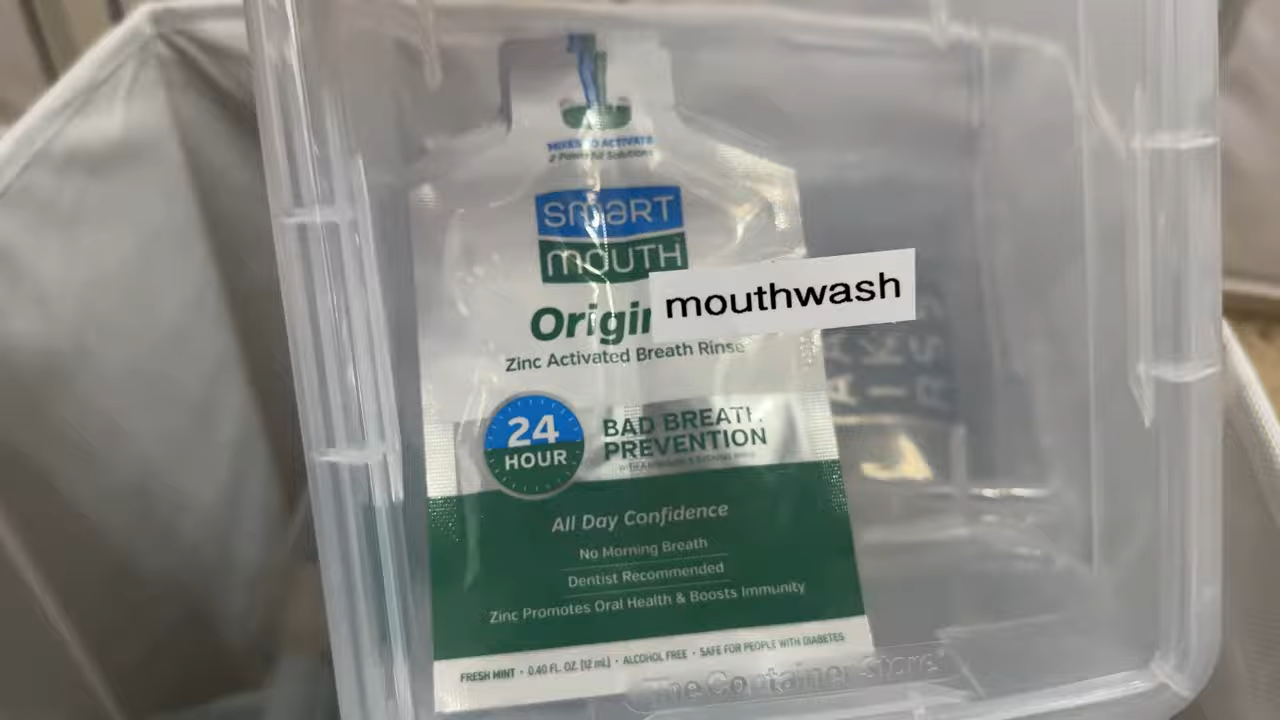 MIXES TO ACTIVATE
2 Powerful Solutions
SMART
MOUTH
Origin
mouthwash
Zinc Activated Breath Rinse
24
HOUR
BAD BREATH
PREVENTION
All Day Confidence
No Morning Breath
Dentist Recommended
Zinc Promotes Oral Health & Boosts Immunity
FRESH MINT • 0.40 FL. OZ. (12 mL) • ALCOHOL FREE • SAFE FOR PEOPLE WITH DIABETES
The Container Store